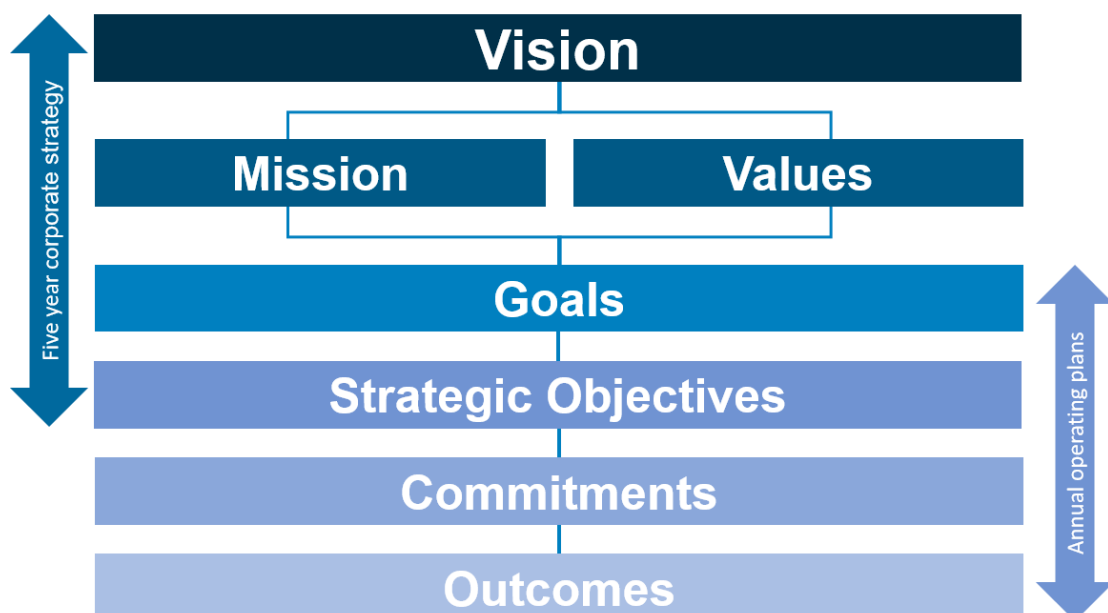 Vision
Five year corporate strategy
Mission
Values
Goals
Strategic Objectives
Annual operating plans
Commitments
Outcomes